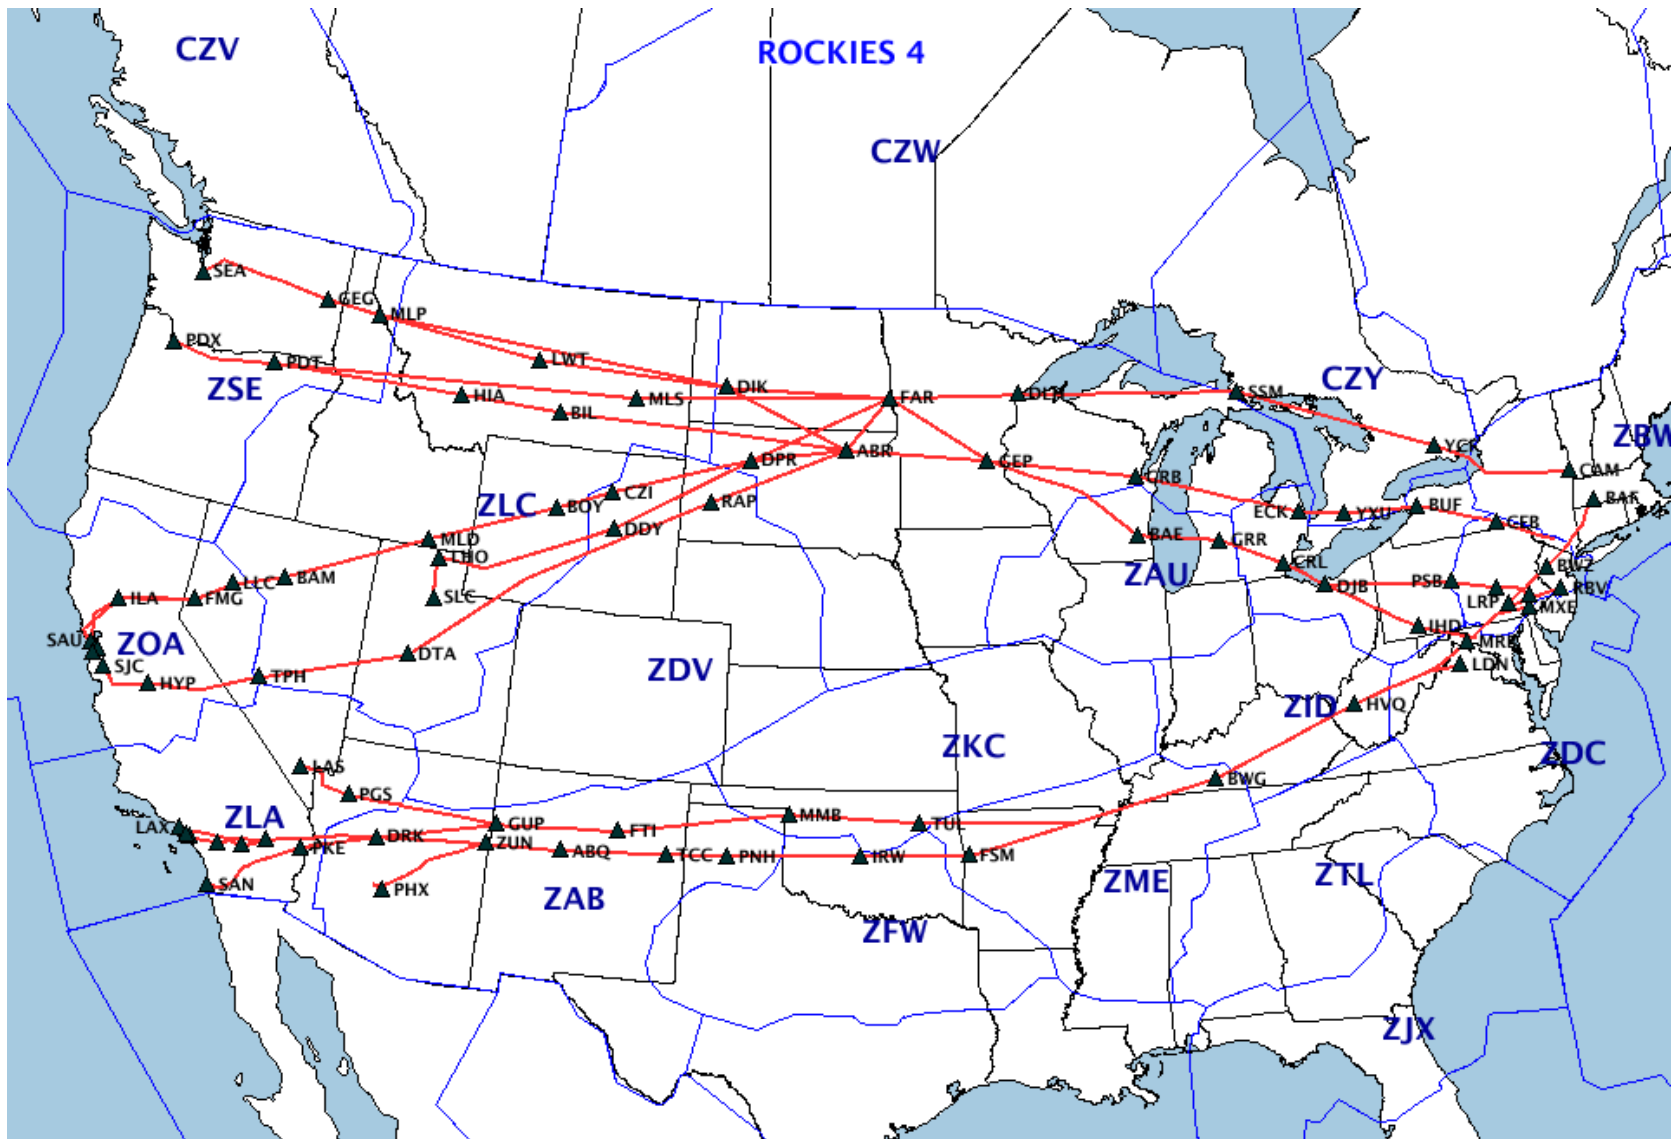 CZV
ROCKIES 4
CZW
SEA
GEG
MLP
PDX
PDT
LWT
ZSE
HIA
BIL
MLS
DIK
FAR
DLH
SSM
CZY
ZBW
ABR
GEP
GRB
YCF
CAM
DPR
CZI
RAP
ZLC
BOY
DDY
ECK
YXU
BUF
CFB
BAF
MLD
LHO
BAE
GRR
ZAU
CRL
DJB
PSB
BWZ
RBV
LLC
BAM
ILA
FMG
SLC
LRP
MXE
SAU
ZOA
SJC
HYP
TPH
DTA
ZDV
IHD
MRB
LDN
ZID
HVQ
ZKC
ZDC
LAS
PGS
BWG
LAX
ZLA
PKE
DRK
GUP
ZUN
FTI
MMB
TUL
ABQ
TCC
PNH
IRW
FSM
SAN
PHX
ZAB
ZFW
ZME
ZTL
ZJX